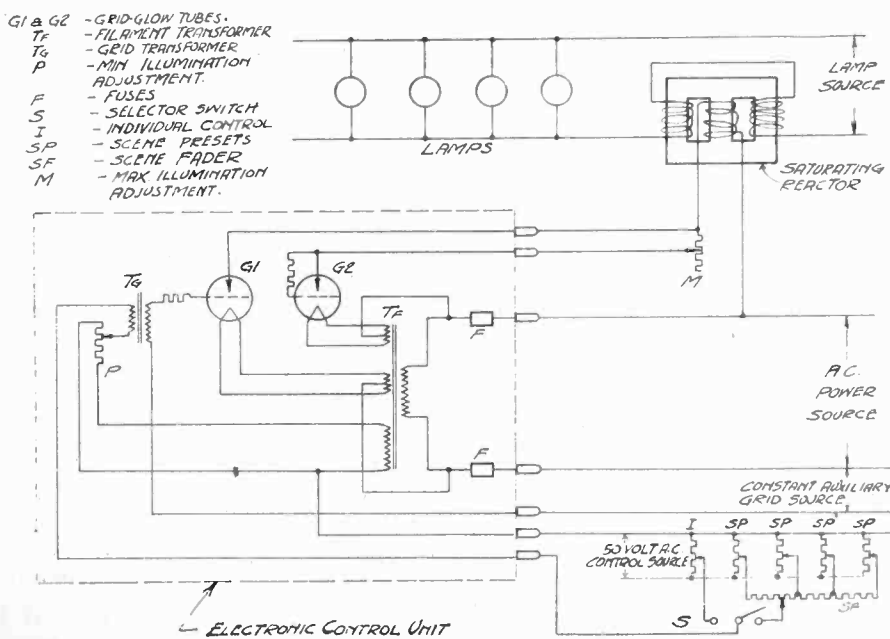 G1 & G2 - GRID-GLOW TUBES.
TF - FILAMENT TRANSFORMER
TG - GRID TRANSFORMER
P - MIN ILLUMINATION
ADJUSTMENT.
F - FUSES
S - SELECTOR SWITCH
I - INDIVIDUAL CONTROL
SP - SCENE PRESETS
SF - SCENE FADER
M - MAX. ILLUMINATION
ADJUSTMENT.
LAMPS
LAMP
SOURCE
SATURATING
REACTOR
M
TG
G1
G2
TF
P
F
F
A.C.
POWER
SOURCE
CONSTANT AUXILIARY
GRID SOURCE
I SP SP SP SP
50 VOLT A.C.
CONTROL SOURCE
SF
S
ELECTRONIC CONTROL UNIT